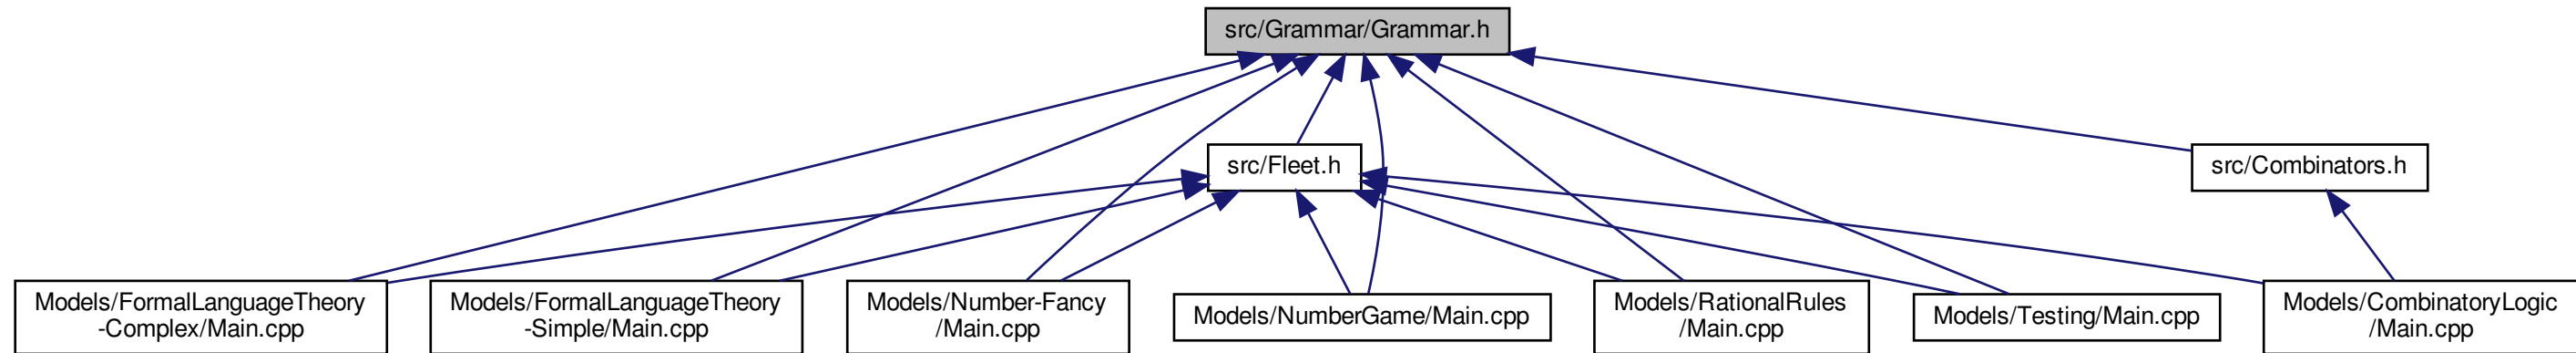 src/Grammar/Grammar.h
src/Fleet.h
src/Combinators.h
Models/FormalLanguageTheory
-Complex/Main.cpp
Models/FormalLanguageTheory
-Simple/Main.cpp
Models/Number-Fancy
/Main.cpp
Models/NumberGame/Main.cpp
Models/RationalRules
/Main.cpp
Models/Testing/Main.cpp
Models/CombinatoryLogic
/Main.cpp